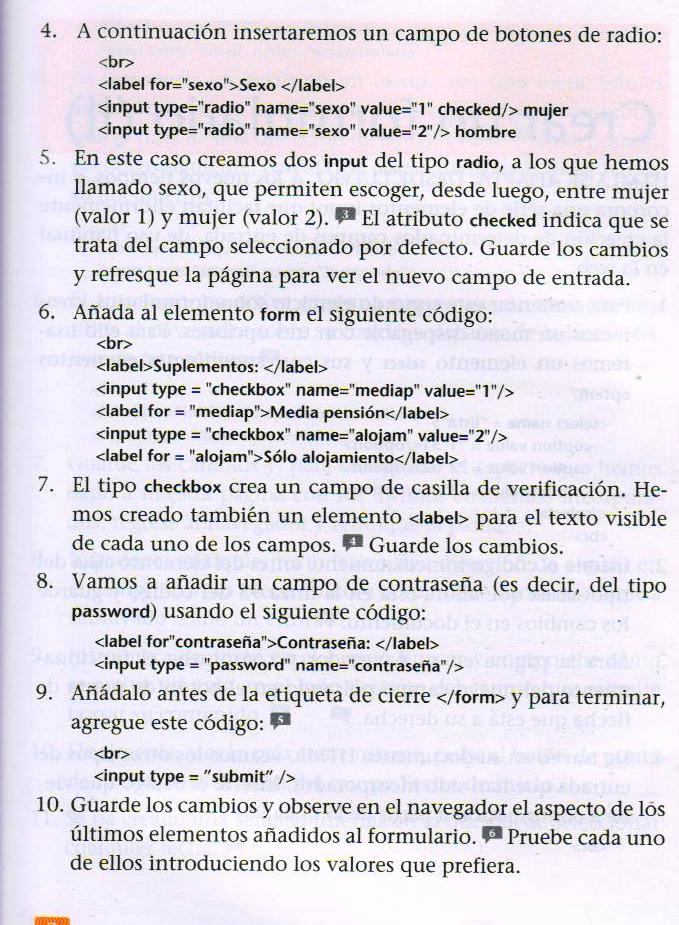 4. A continuación insertaremos un campo de botones de radio:
<br>
<label for="sexo">Sexo </label>
<input type="radio" name="sexo" value="1" checked/> mujer
<input type="radio" name="sexo" value="2"/> hombre
5. En este caso creamos dos input del tipo radio, a los que hemos
llamado sexo, que permiten escoger, desde luego, entre mujer
(valor 1) y mujer (valor 2). 3 El atributo checked indica que se
trata del campo seleccionado por defecto. Guarde los cambios
y refresque la página para ver el nuevo campo de entrada.
6. Añada al elemento form el siguiente código:
<br>
<label>Suplementos: </label>
<input type = "checkbox" name="mediap" value="1"/>
<label for = "mediap">Media pensión</label>
<input type = "checkbox" name="alojam" value="2"/>
<label for = "alojam">Sólo alojamiento</label>
7. El tipo checkbox crea un campo de casilla de verificación. He-
mos creado también un elemento <label> para el texto visible
de cada uno de los campos. 4 Guarde los cambios.
8. Vamos a añadir un campo de contraseña (es decir, del tipo
password) usando el siguiente código:
<label for"contraseña">Contraseña: </label>
<input type = "password" name="contraseña"/>
9. Añádalo antes de la etiqueta de cierre </form> y para terminar,
agregue este código: 5
<br>
<input type = "submit" />
10. Guarde los cambios y observe en el navegador el aspecto de los
últimos elementos añadidos al formulario. 6 Pruebe cada uno
de ellos introduciendo los valores que prefiera.